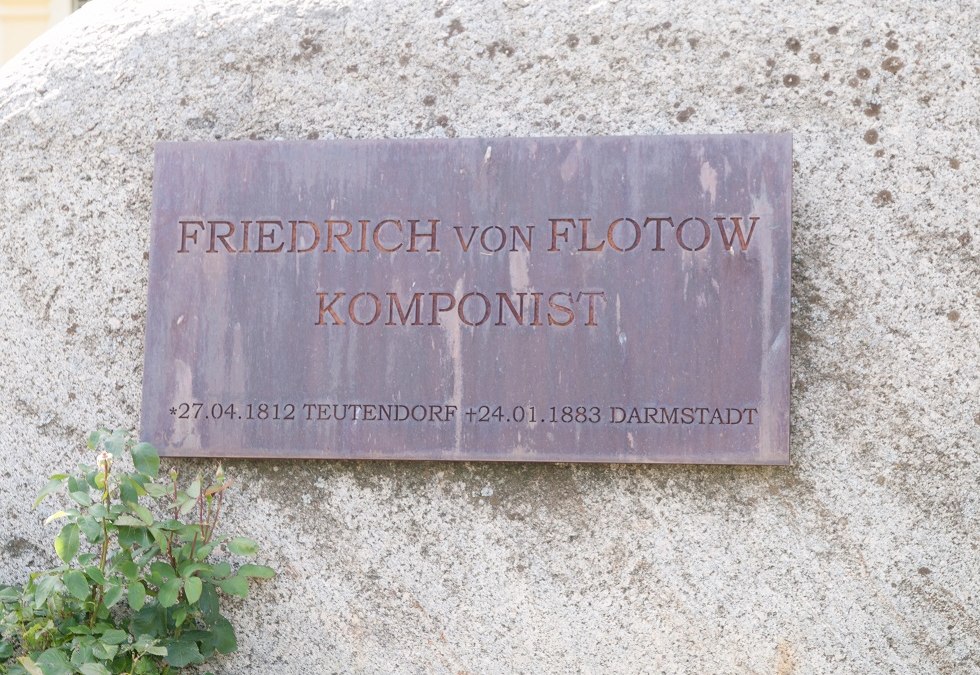 FRIEDRICH VON FLOTOW
KOMPONIST
*27.04.1812 TEUTENDORF +24.01.1883 DARMSTADT